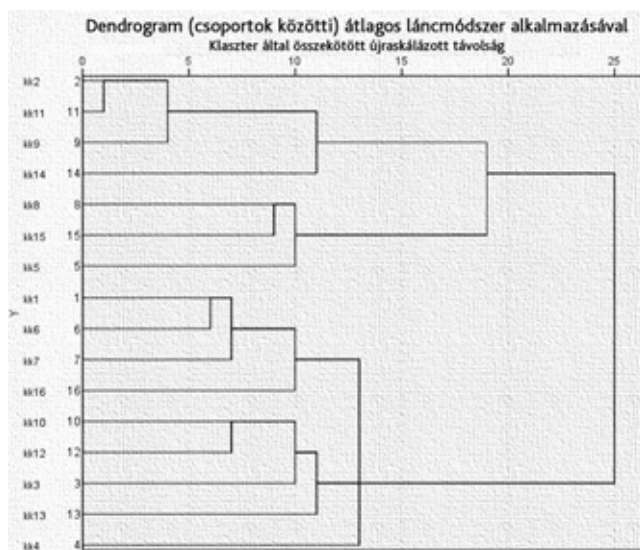 Dendrogram (csoportok közötti) átlagos láncmódszer alkalmazásával
Klaszter által összekötött újraskálázott távolság
0 5 10 15 20 25
kk2 2
kk11 11
kk9 9
kk14 14
kk8 8
kk15 15
kk5 5
kk1 1
Y
kk6 6
kk7 7
kk16 16
kk10 10
kk12 12
kk3 3
kk13 13
kk4 4